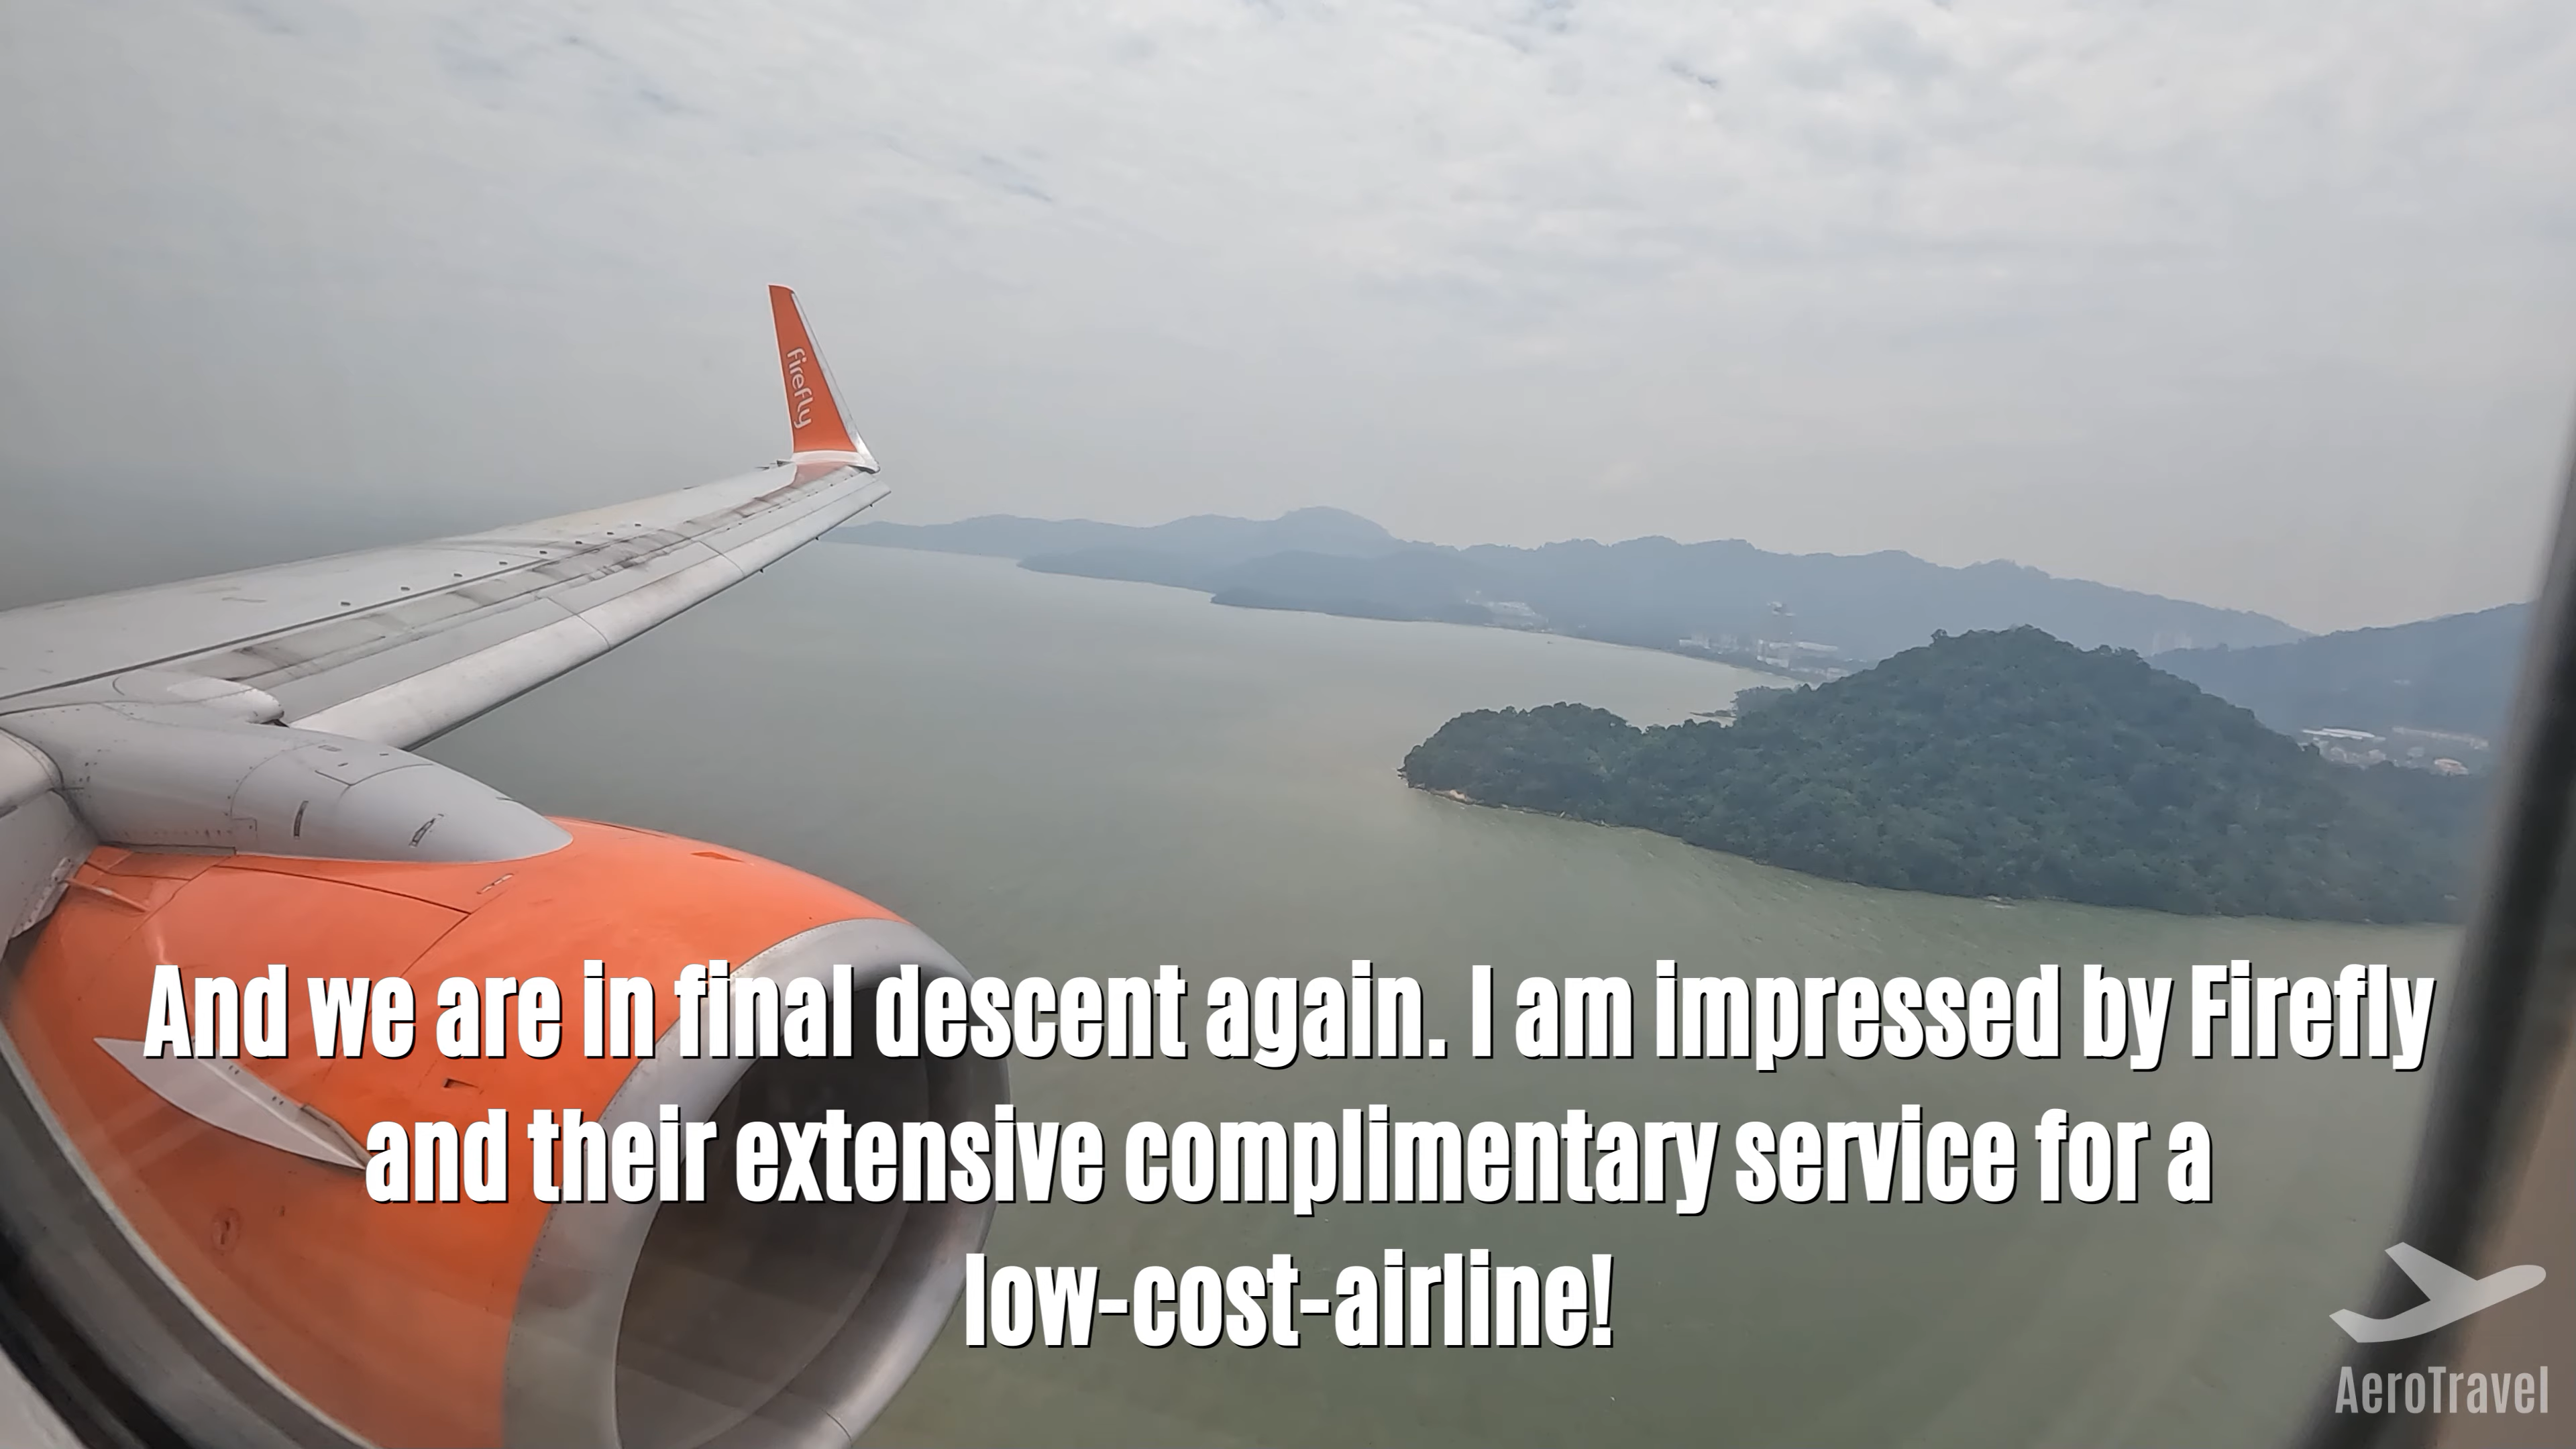 firefly
And we are in final descent again. I am impressed by Firefly
and their extensive complimentary service for a
low-cost-airline!
AeroTravel